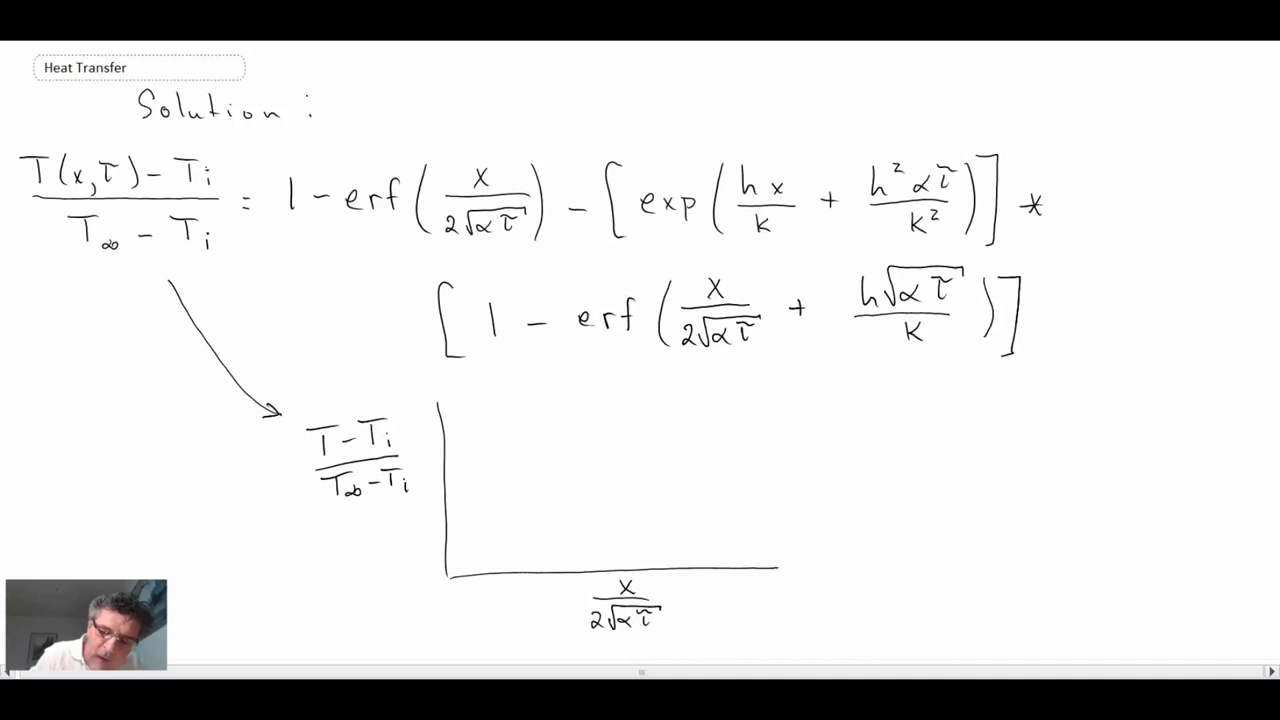 Heat Transfer
Solution :
T(x,τ) − Ti / T∞ − Ti = 1 − erf( x / 2√ατ ) − [ exp( hx / k + h²ατ / k² ) ] *
[ 1 − erf( x / 2√ατ + h√ατ / k ) ]
T − Ti / T∞ − Ti
x / 2√ατ